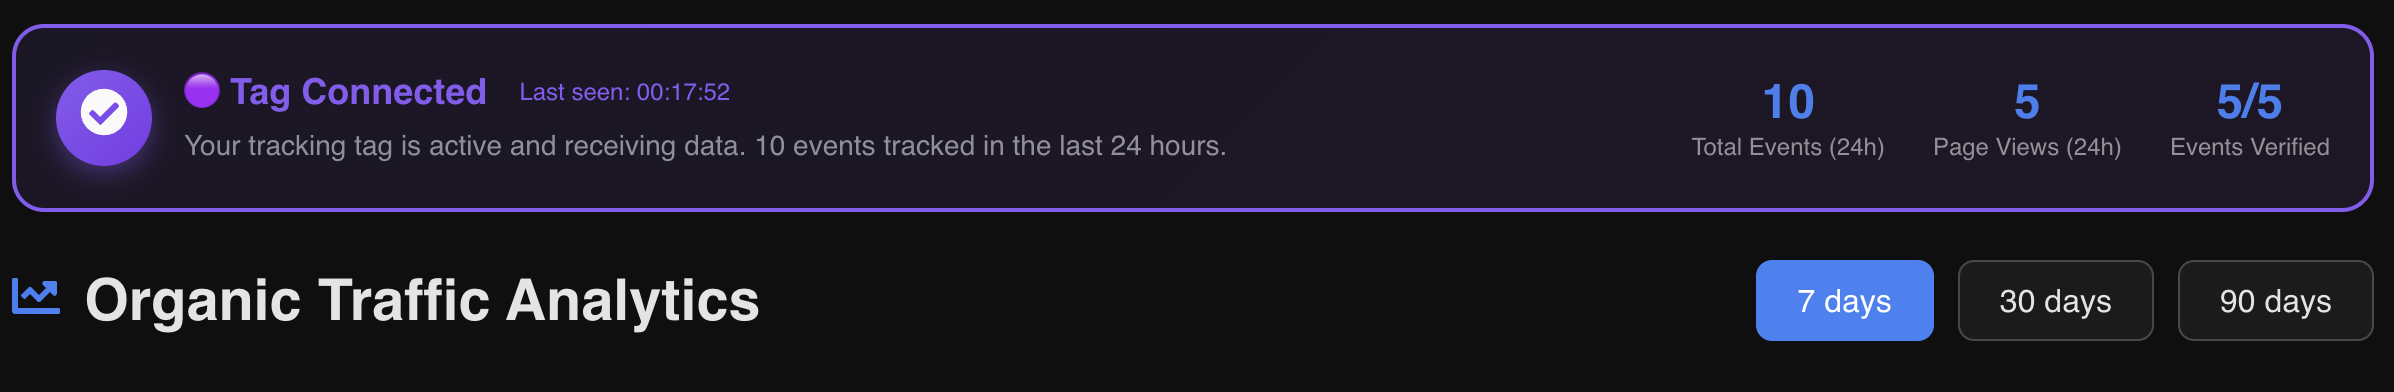 Tag Connected Last seen: 00:17:52
Your tracking tag is active and receiving data. 10 events tracked in the last 24 hours.
10
Total Events (24h)
5
Page Views (24h)
5/5
Events Verified
Organic Traffic Analytics
7 days
30 days
90 days